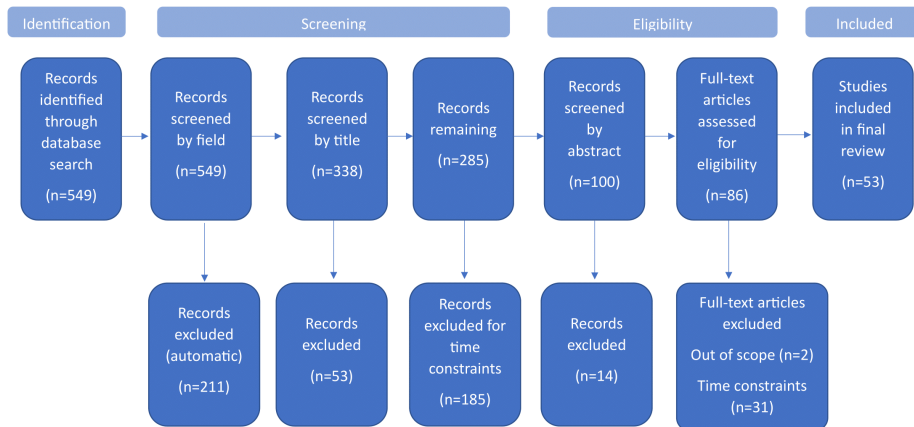 Identification
Screening
Eligibility
Included
Records
identified
through
database
search
(n=549)
Records
screened
by field
(n=549)
Records
screened
by title
(n=338)
Records
remaining
(n=285)
Records
screened
by
abstract
(n=100)
Full-text
articles
assessed
for
eligibility
(n=86)
Studies
included
in final
review
(n=53)
Records
excluded
(automatic)
(n=211)
Records
excluded
(n=53)
Records
excluded for
time
constraints
(n=185)
Records
excluded
(n=14)
Full-text articles
excluded
Out of scope (n=2)
Time constraints
(n=31)